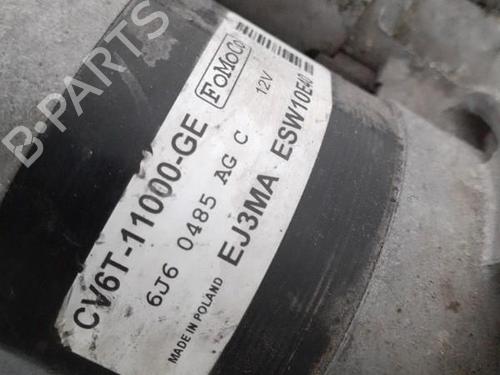 B-PARTS
CV6T-11000-GE FoMoCo
6J6 0485 AG C 12V
EJ3MA ESW10E40
MADE IN POLAND